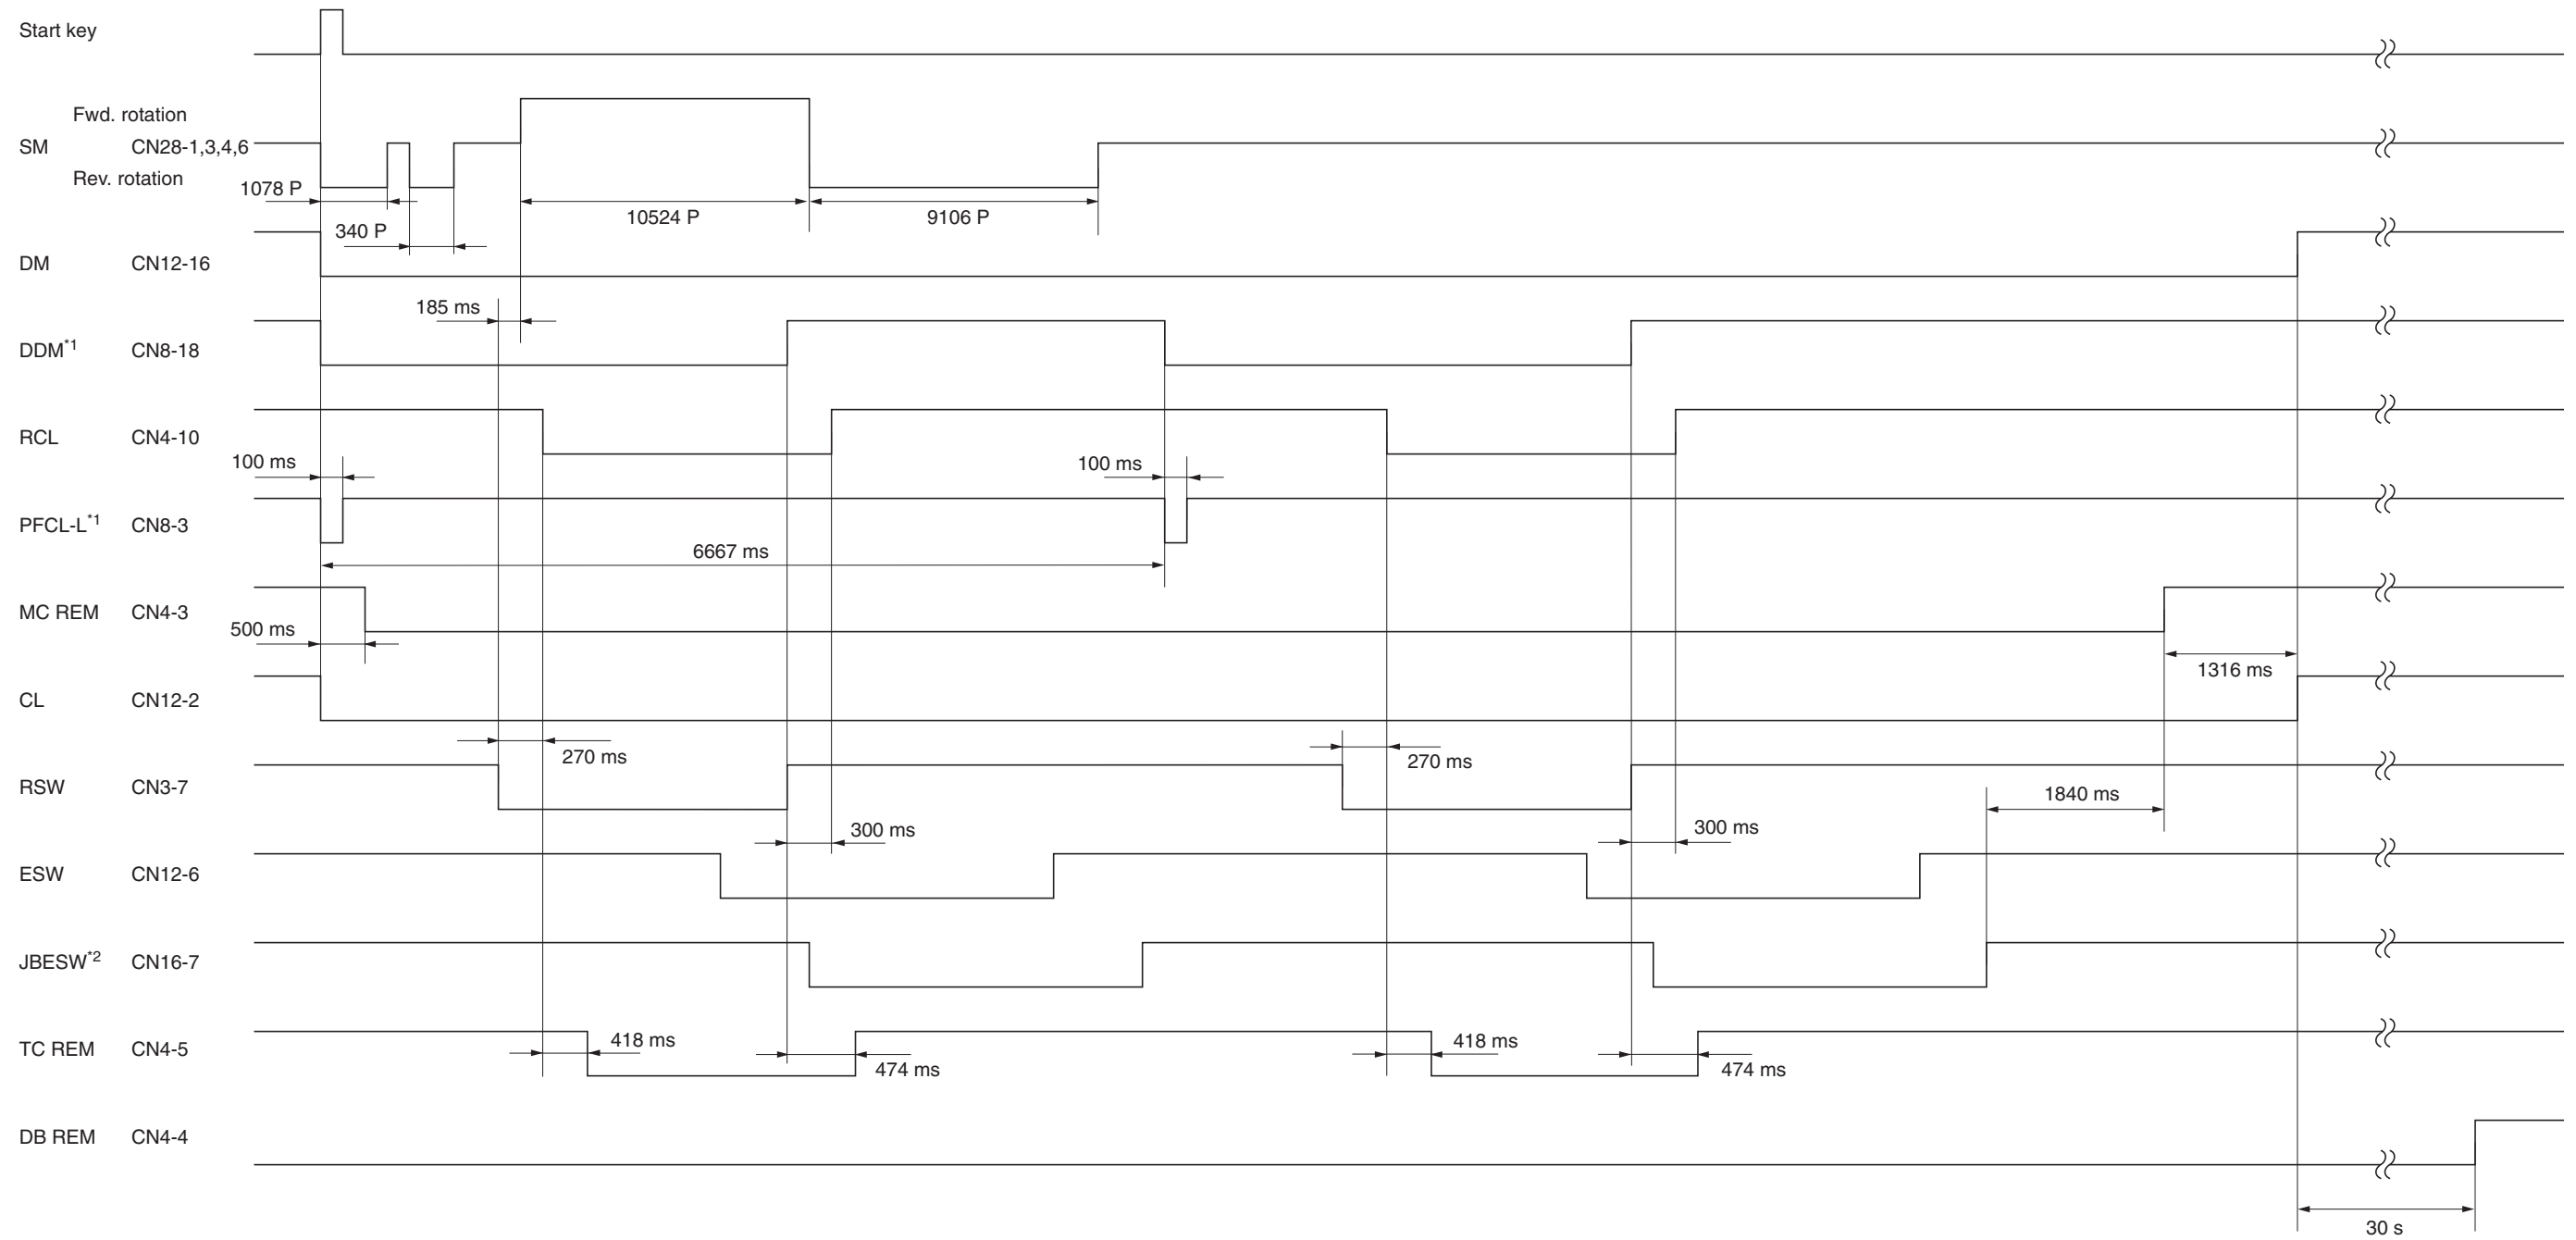 Start key
Fwd. rotation
SM CN28-1,3,4,6
Rev. rotation
1078 P
10524 P
9106 P
340 P
DM CN12-16
185 ms
DDM*1 CN8-18
RCL CN4-10
100 ms
100 ms
PFCL-L*1 CN8-3
6667 ms
MC REM CN4-3
500 ms
1316 ms
CL CN12-2
270 ms
270 ms
RSW CN3-7
1840 ms
300 ms
300 ms
ESW CN12-6
JBESW*2 CN16-7
418 ms
418 ms
TC REM CN4-5
474 ms
474 ms
DB REM CN4-4
30 s